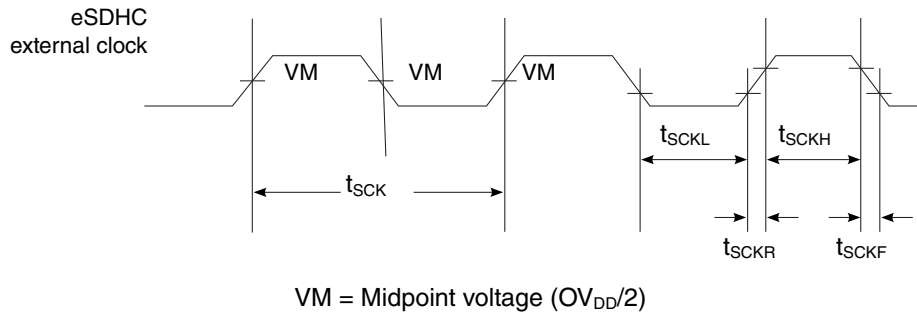 eSDHC
external clock
VM VM VM
tSCKL tSCKH
tSCK
tSCKR tSCKF
VM = Midpoint voltage (OVDD/2)